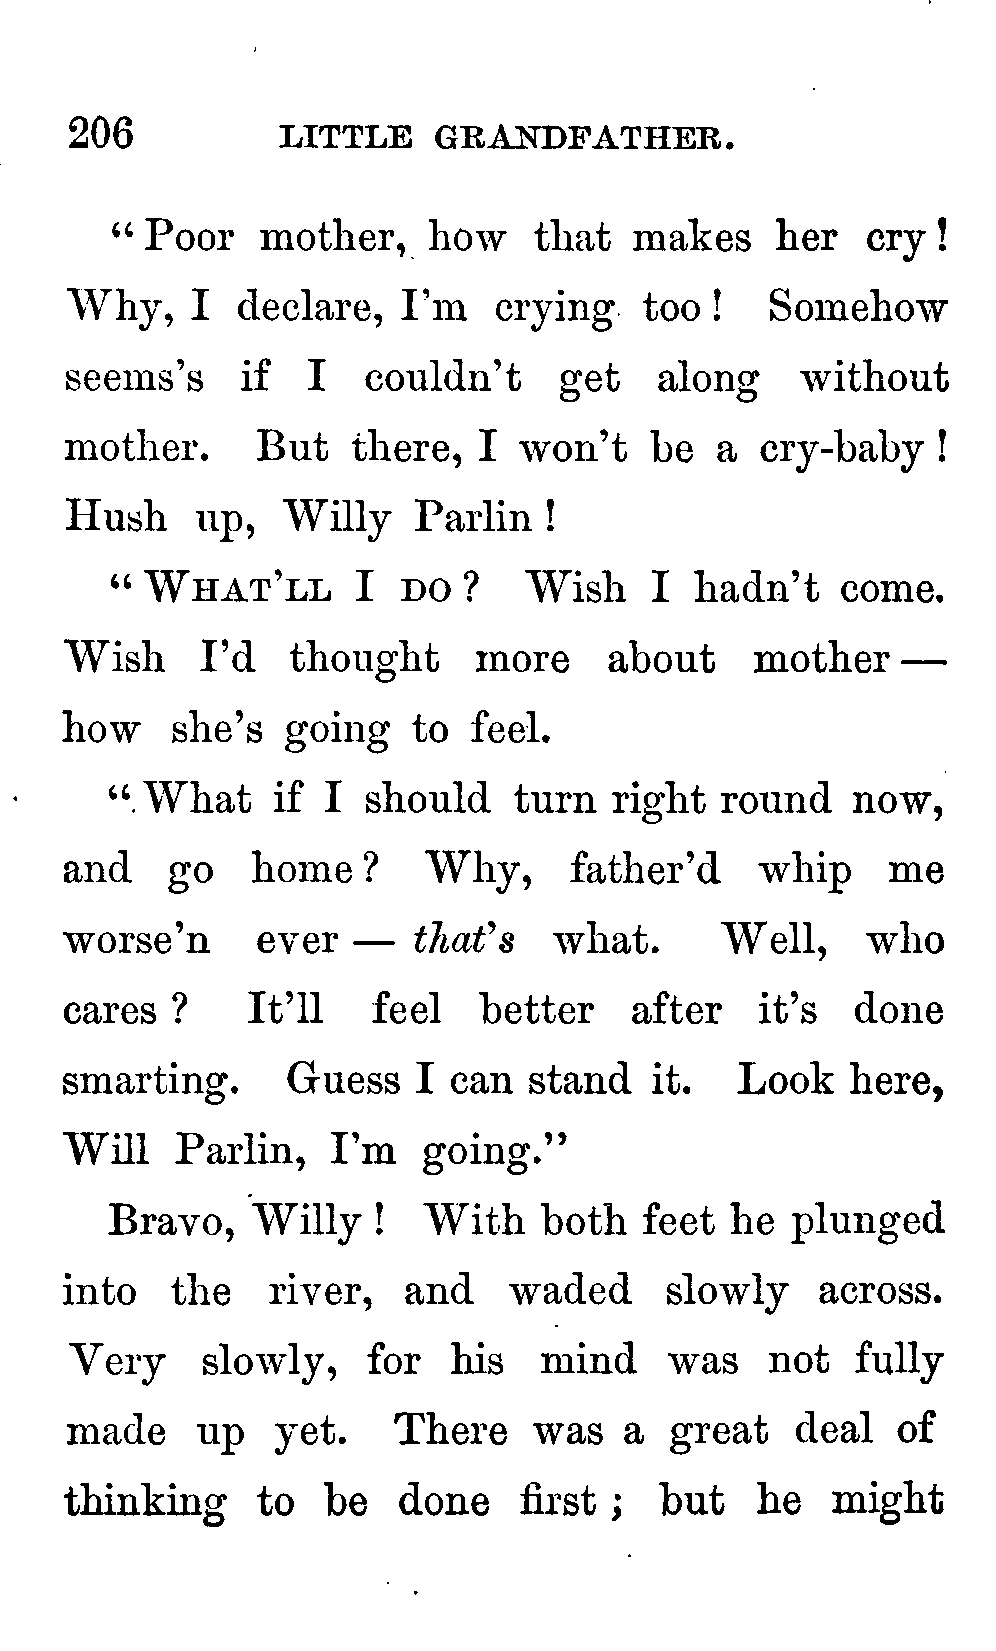 206 LITTLE GRANDFATHER.
“Poor mother, how that makes her cry!
Why, I declare, I’m crying too! Somehow
seems’s if I couldn’t get along without
mother. But there, I won’t be a cry-baby!
Hush up, Willy Parlin!
“WHAT’LL I DO? Wish I hadn’t come.
Wish I’d thought more about mother —
how she’s going to feel.
“What if I should turn right round now,
and go home? Why, father’d whip me
worse’n ever — that’s what. Well, who
cares? It’ll feel better after it’s done
smarting. Guess I can stand it. Look here,
Will Parlin, I’m going.”
Bravo, Willy! With both feet he plunged
into the river, and waded slowly across.
Very slowly, for his mind was not fully
made up yet. There was a great deal of
thinking to be done first; but he might